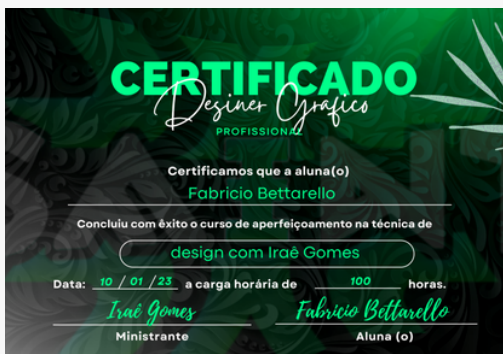 CERTIFICADO
Desiner Gráfico
PROFISSIONAL
Certificamos que a aluna(o)
Fabricio Bettarello
Concluiu com êxito o curso de aperfeiçoamento na técnica de
design com Iraê Gomes
Data: 10 / 01 / 23 a carga horária de 100 horas.
Iraê Gomes Fabricio Bettarello
Ministrante Aluna (o)